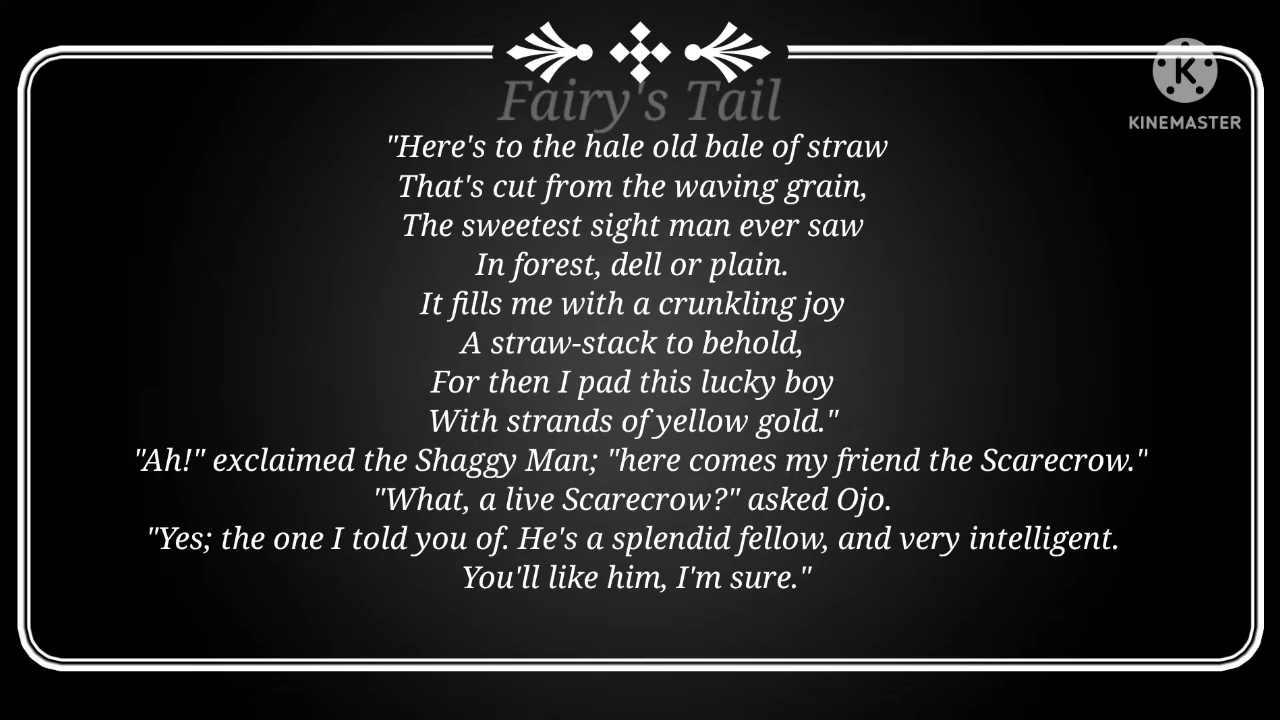 Fairy's Tail
K
KINEMASTER
"Here's to the hale old bale of straw
That's cut from the waving grain,
The sweetest sight man ever saw
In forest, dell or plain.
It fills me with a crunkling joy
A straw-stack to behold,
For then I pad this lucky boy
With strands of yellow gold."
"Ah!" exclaimed the Shaggy Man; "here comes my friend the Scarecrow."
"What, a live Scarecrow?" asked Ojo.
"Yes; the one I told you of. He's a splendid fellow, and very intelligent.
You'll like him, I'm sure."